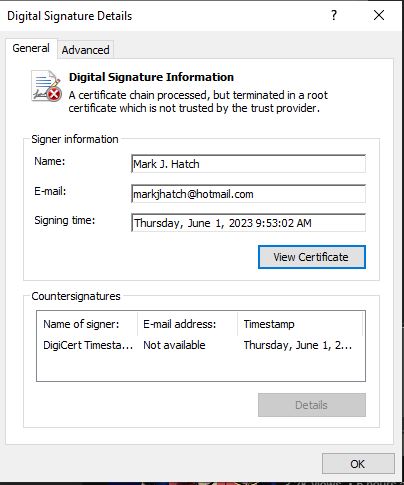 Digital Signature Details
?
General
Advanced
Digital Signature Information
A certificate chain processed, but terminated in a root
certificate which is not trusted by the trust provider.
Signer information
Name:
Mark J. Hatch
E-mail:
markjhatch@hotmail.com
Signing time:
Thursday, June 1, 2023 9:53:02 AM
View Certificate
Countersignatures
Name of signer: E-mail address: Timestamp
DigiCert Timesta... Not available Thursday, June 1, 2...
Details
OK